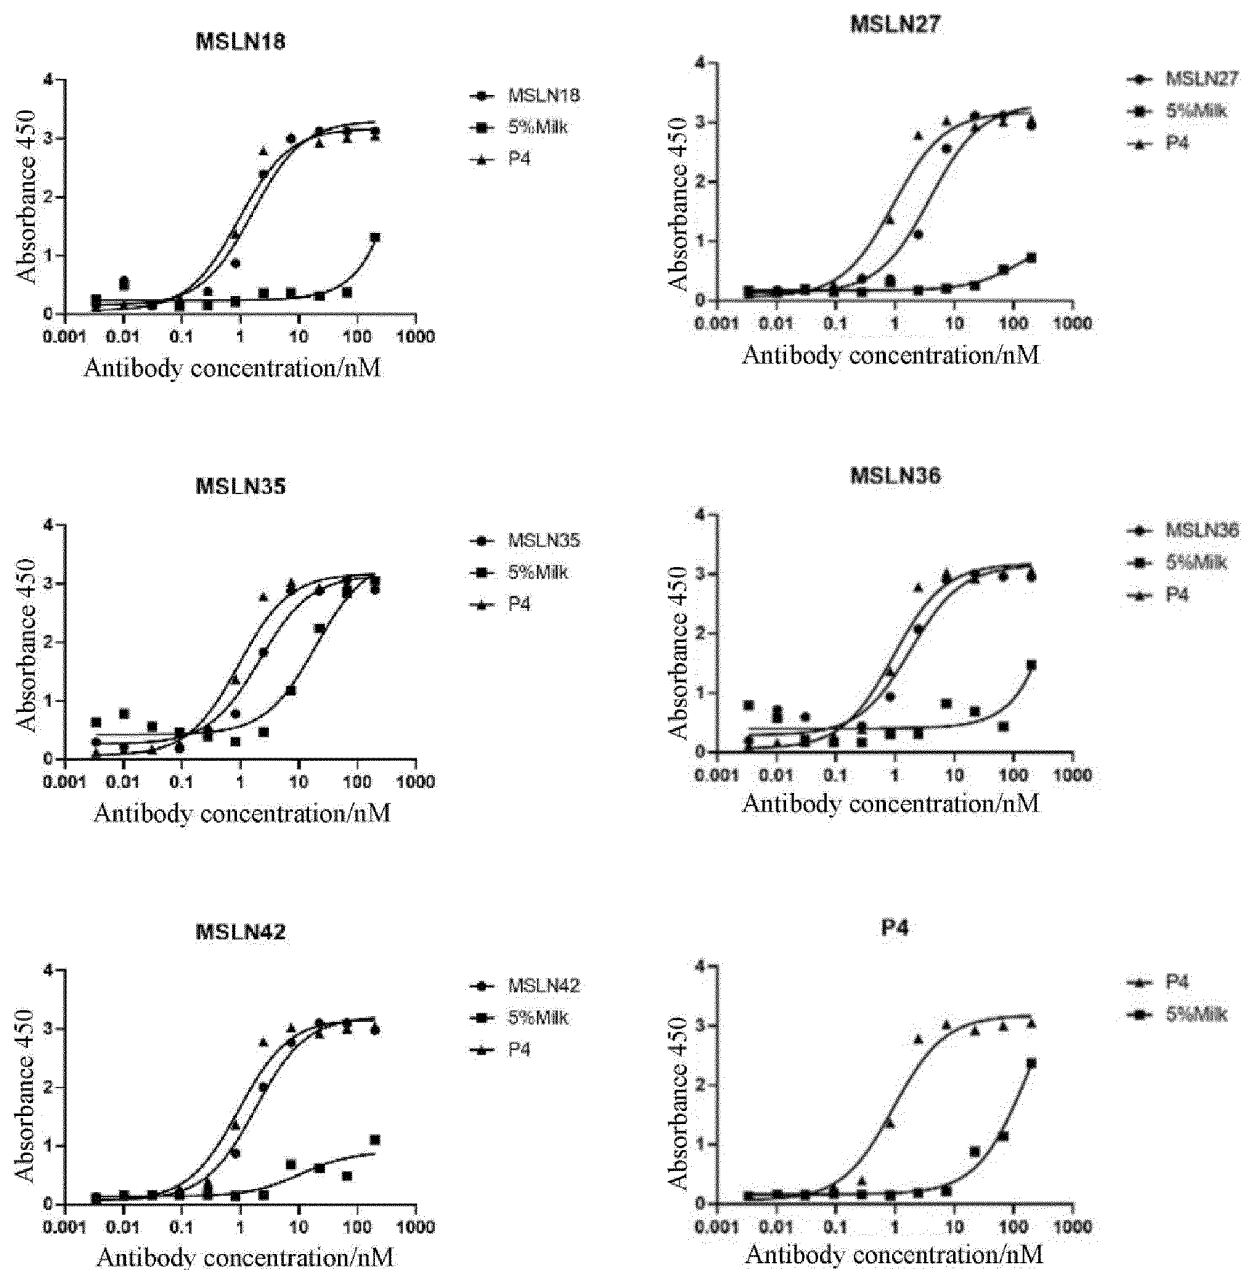 MSLN18
4
3
2
1
0
Absorbance 450
0.001 0.01 0.1 1 10 100 1000
Antibody concentration/nM
MSLN18
5%Milk
P4
MSLN27
4
3
2
1
0
Absorbance 450
0.001 0.01 0.1 1 10 100 1000
Antibody concentration/nM
MSLN27
5%Milk
P4
MSLN35
4
3
2
1
0
Absorbance 450
0.001 0.01 0.1 1 10 100 1000
Antibody concentration/nM
MSLN35
5%Milk
P4
MSLN36
4
3
2
1
0
Absorbance 450
0.001 0.01 0.1 1 10 100 1000
Antibody concentration/nM
MSLN36
5%Milk
P4
MSLN42
4
3
2
1
0
Absorbance 450
0.001 0.01 0.1 1 10 100 1000
Antibody concentration/nM
MSLN42
5%Milk
P4
P4
4
3
2
1
0
Absorbance 450
0.001 0.01 0.1 1 10 100 1000
Antibody concentration/nM
P4
5%Milk